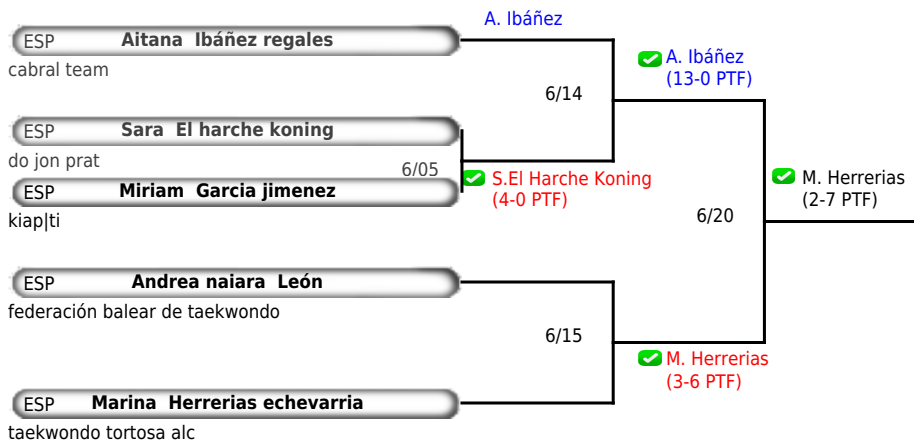 A. Ibáñez
ESP Aitana Ibáñez regales
cabral team
A. Ibáñez
(13-0 PTF)
6/14
ESP Sara El harche koning
do jon prat
6/05
S.El Harche Koning
(4-0 PTF)
ESP Miriam Garcia jimenez
kiap|ti
M. Herrerias
(2-7 PTF)
6/20
ESP Andrea naiara León
federación balear de taekwondo
6/15
M. Herrerias
(3-6 PTF)
ESP Marina Herrerias echevarria
taekwondo tortosa alc